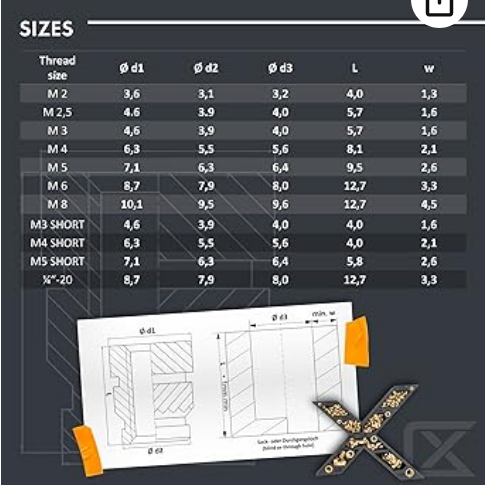 SIZES
Thread size Ø d1 Ø d2 Ø d3 L w
M 2 3,6 3,1 3,2 4,0 1,3
M 2,5 4.6 3.9 4,0 5,7 1,6
M 3 4,6 3,9 4,0 5,7 1,6
M 4 6,3 5,5 5,6 8,1 2,1
M 5 7,1 6,3 6,4 9,5 2,6
M 6 8,7 7,9 8,0 12,7 3,3
M 8 10,1 9,5 9,6 12,7 4,5
M3 SHORT 4,6 3,9 4,0 4,0 1,6
M4 SHORT 6,3 5,5 5,6 4,0 2,1
M5 SHORT 7,1 6,3 6,4 5,8 2,6
¼"-20 8,7 7,9 8,0 12,7 3,3
Ø d3 min. w
Ø d1
L
L + 1mm min.
Sack- oder Durchgangsloch
(blind or through hole)
Ø d2